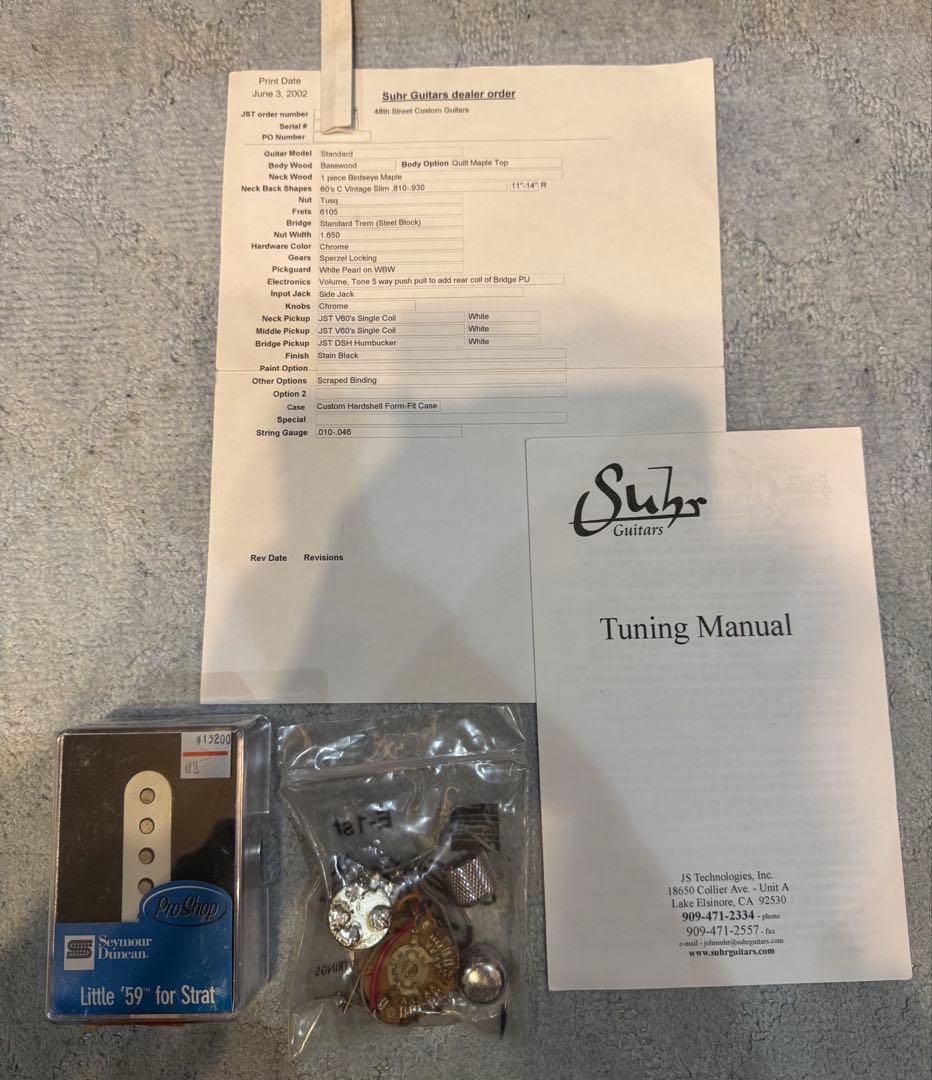 Print Date
June 3, 2002
Suhr Guitars dealer order
JST order number
48th Street Custom Guitars
Serial #
PO Number
Guitar Model Standard
Body Wood Basswood Body Option Quilt Maple Top
Neck Wood 1 piece Birdseye Maple
Neck Back Shapes 60's C Vintage Slim .810-.930 11"-14" R
Nut Tusq
Frets 6105
Bridge Standard Trem (Steel Block)
Nut Width 1.650
Hardware Color Chrome
Gears Sperzel Locking
Pickguard White Pearl on WBW
Electronics Volume, Tone 5 way push pull to add rear coil of Bridge PU
Input Jack Side Jack
Knobs Chrome
Neck Pickup JST V60's Single Coil White
Middle Pickup JST V60's Single Coil White
Bridge Pickup JST DSH Humbucker White
Finish Stain Black
Paint Option
Other Options Scraped Binding
Option 2
Case Custom Hardshell Form-Fit Case
Special
String Gauge .010-.046
Rev Date Revisions
Suhr
Guitars
Tuning Manual
JS Technologies, Inc.
18650 Collier Ave. - Unit A
Lake Elsinore, CA 92530
909-471-2334 - phone
909-471-2557 - fax
e-mail - johnsuhr@suhrguitars.com
www.suhrguitars.com
¥13200
ProShop
Seymour
Duncan®
Little '59™ for Strat®
E-1st
STRINGS